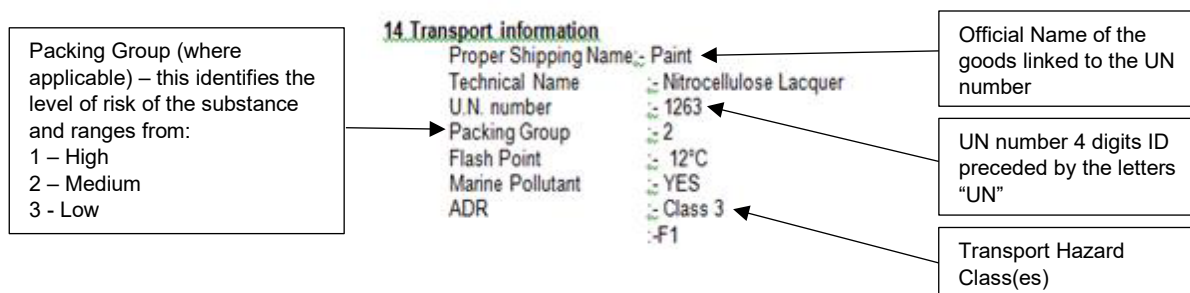 Packing Group (where
applicable) – this identifies the
level of risk of the substance
and ranges from:
1 – High
2 – Medium
3 - Low
14 Transport information
Proper Shipping Name:- Paint
Technical Name :- Nitrocellulose Lacquer
U.N. number :- 1263
Packing Group :- 2
Flash Point :- 12°C
Marine Pollutant :- YES
ADR :- Class 3
:-F1
Official Name of the
goods linked to the UN
number
UN number 4 digits ID
preceded by the letters
“UN”
Transport Hazard
Class(es)